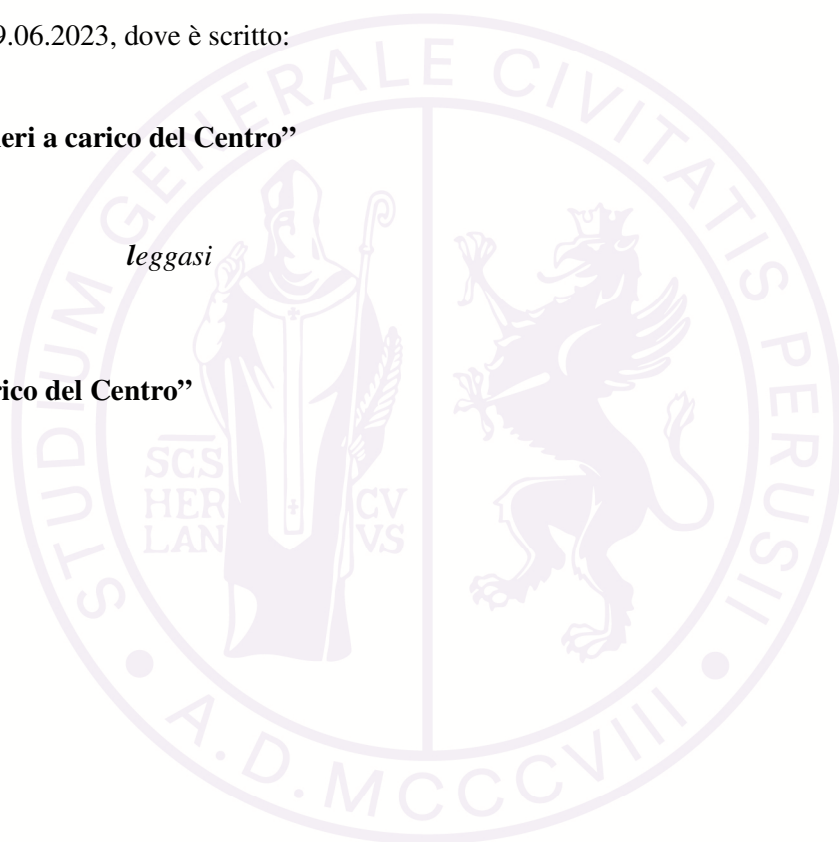 9.06.2023, dove è scritto:
eri a carico del Centro”
leggasi
rico del Centro”
STUDIUM GENERALE CIVITATIS PERUSII
A.D. MCCCVIII
SCS
HER
LAN
CV
VS